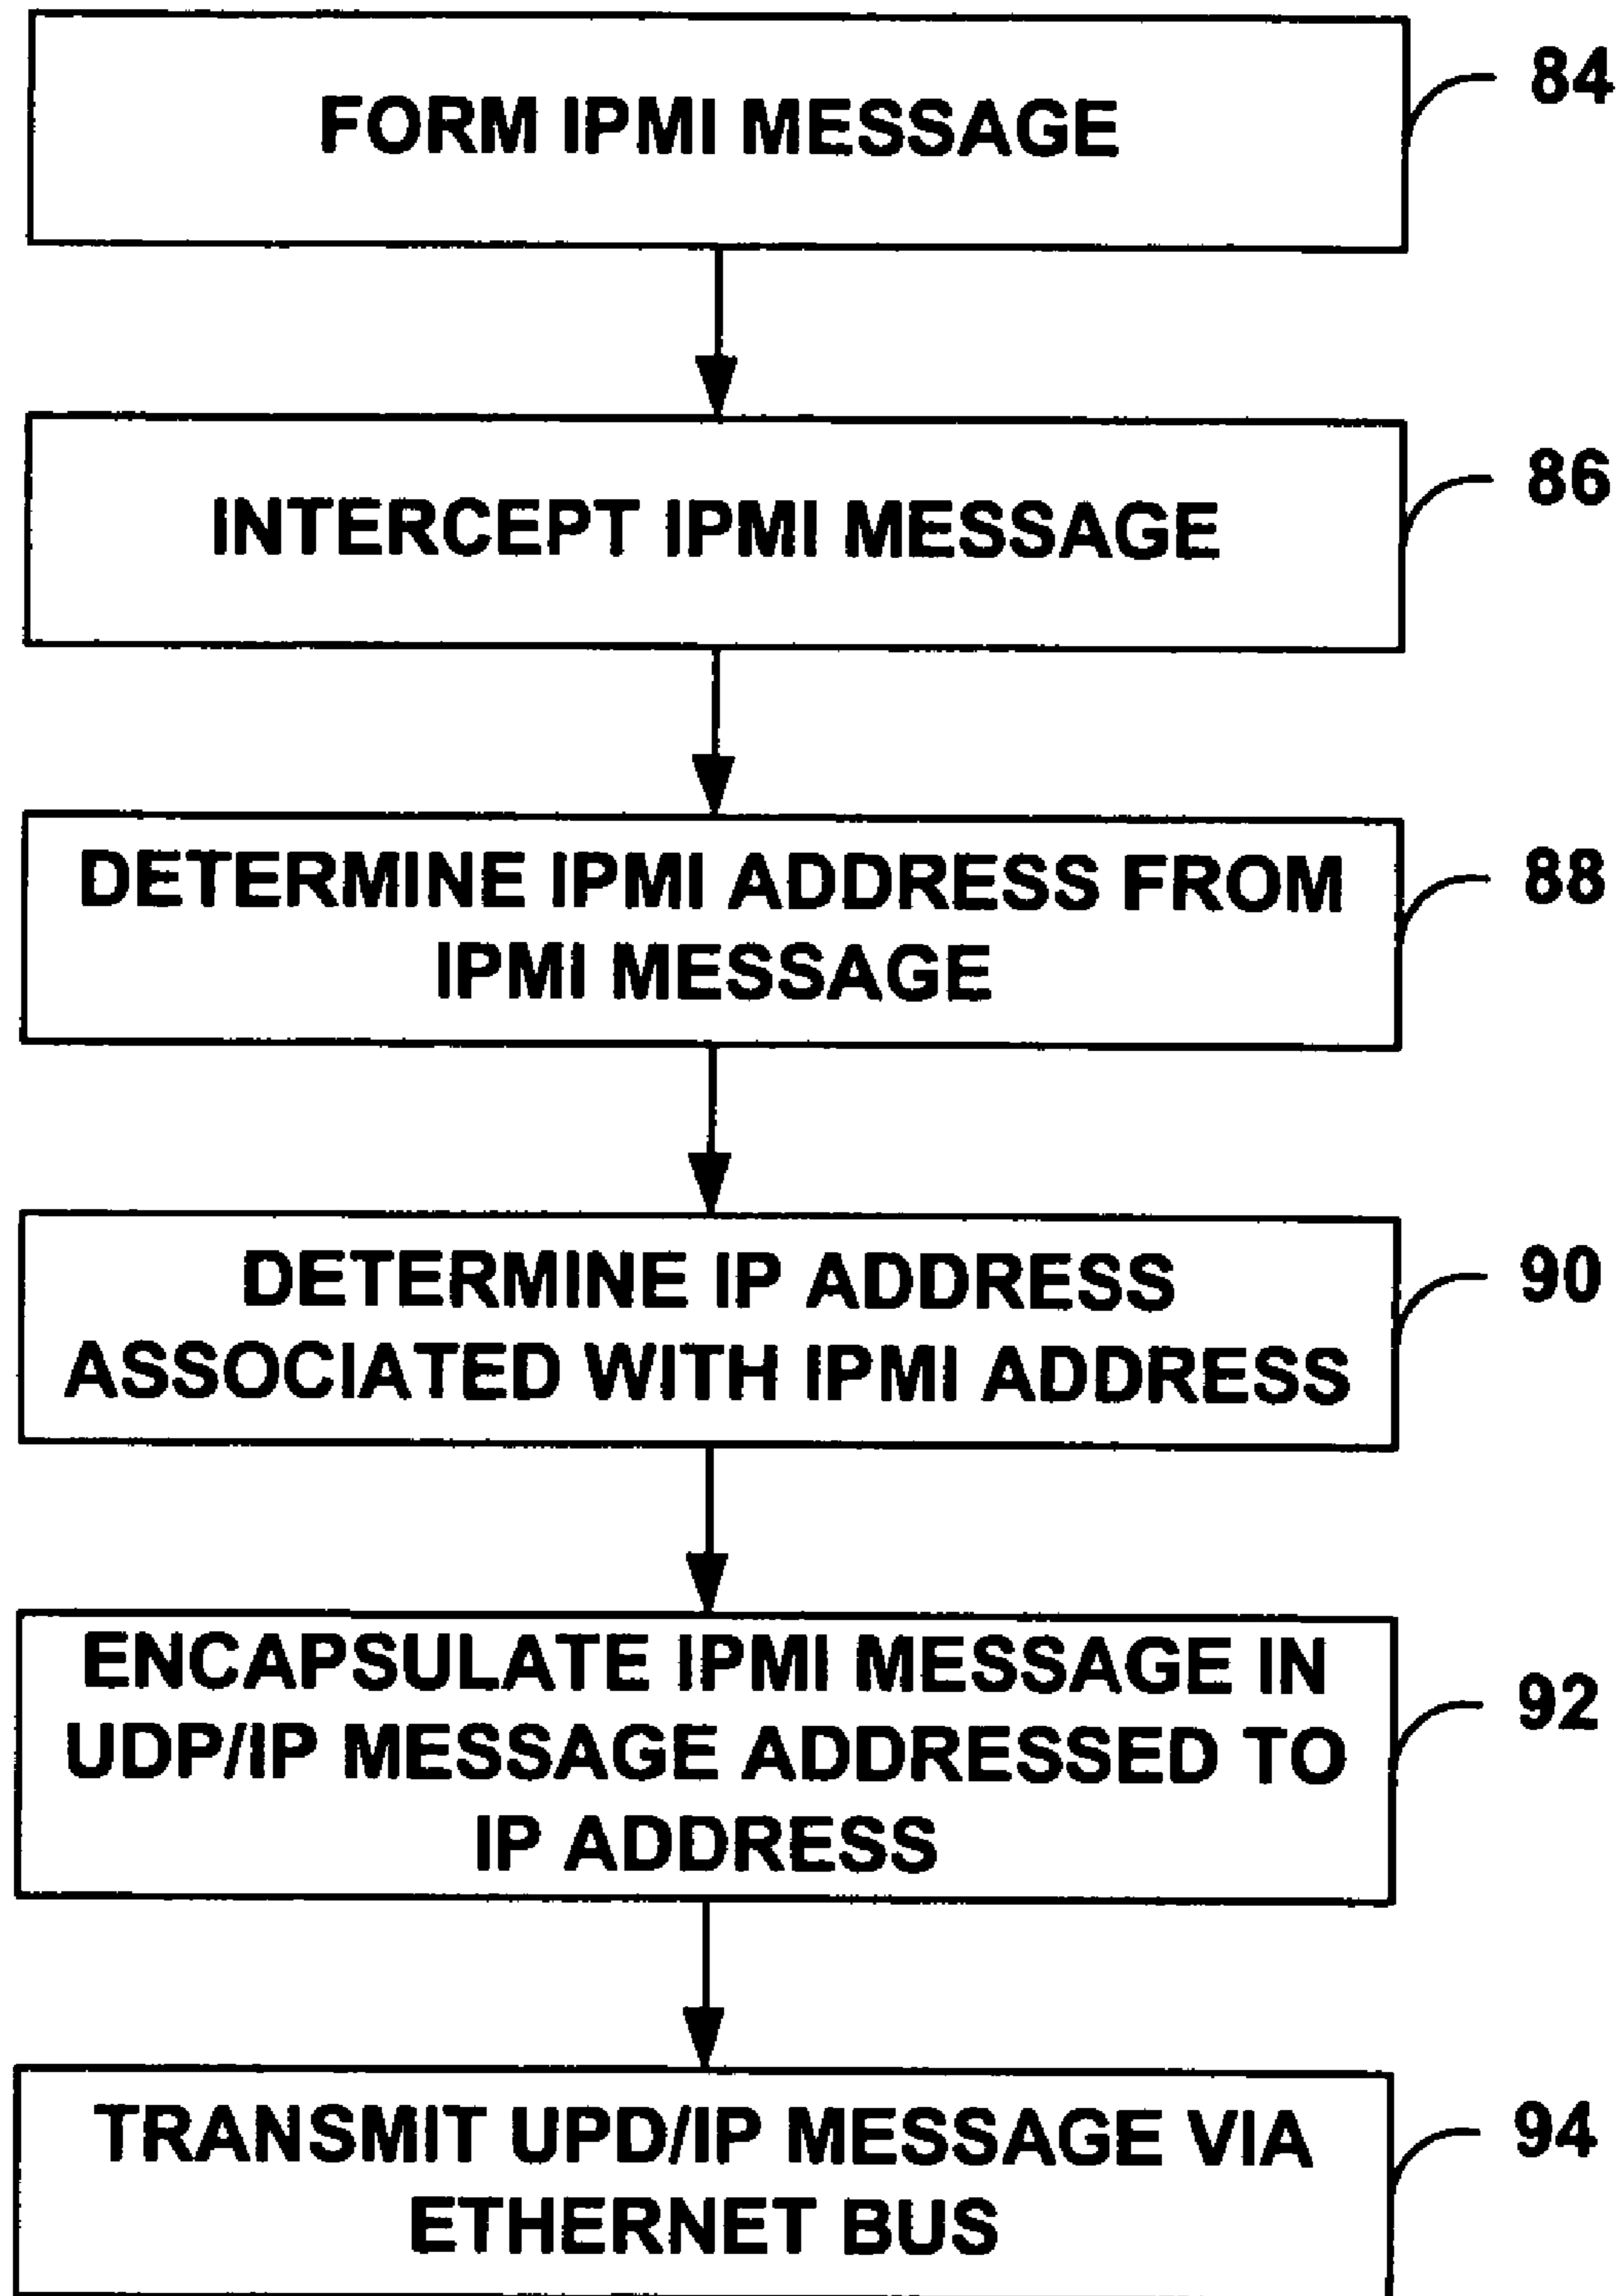 FORM IPMI MESSAGE
84
INTERCEPT IPMI MESSAGE
86
DETERMINE IPMI ADDRESS FROM
IPMI MESSAGE
88
DETERMINE IP ADDRESS
ASSOCIATED WITH IPMI ADDRESS
90
ENCAPSULATE IPMI MESSAGE IN
UDP/IP MESSAGE ADDRESSED TO
IP ADDRESS
92
TRANSMIT UPD/IP MESSAGE VIA
ETHERNET BUS
94